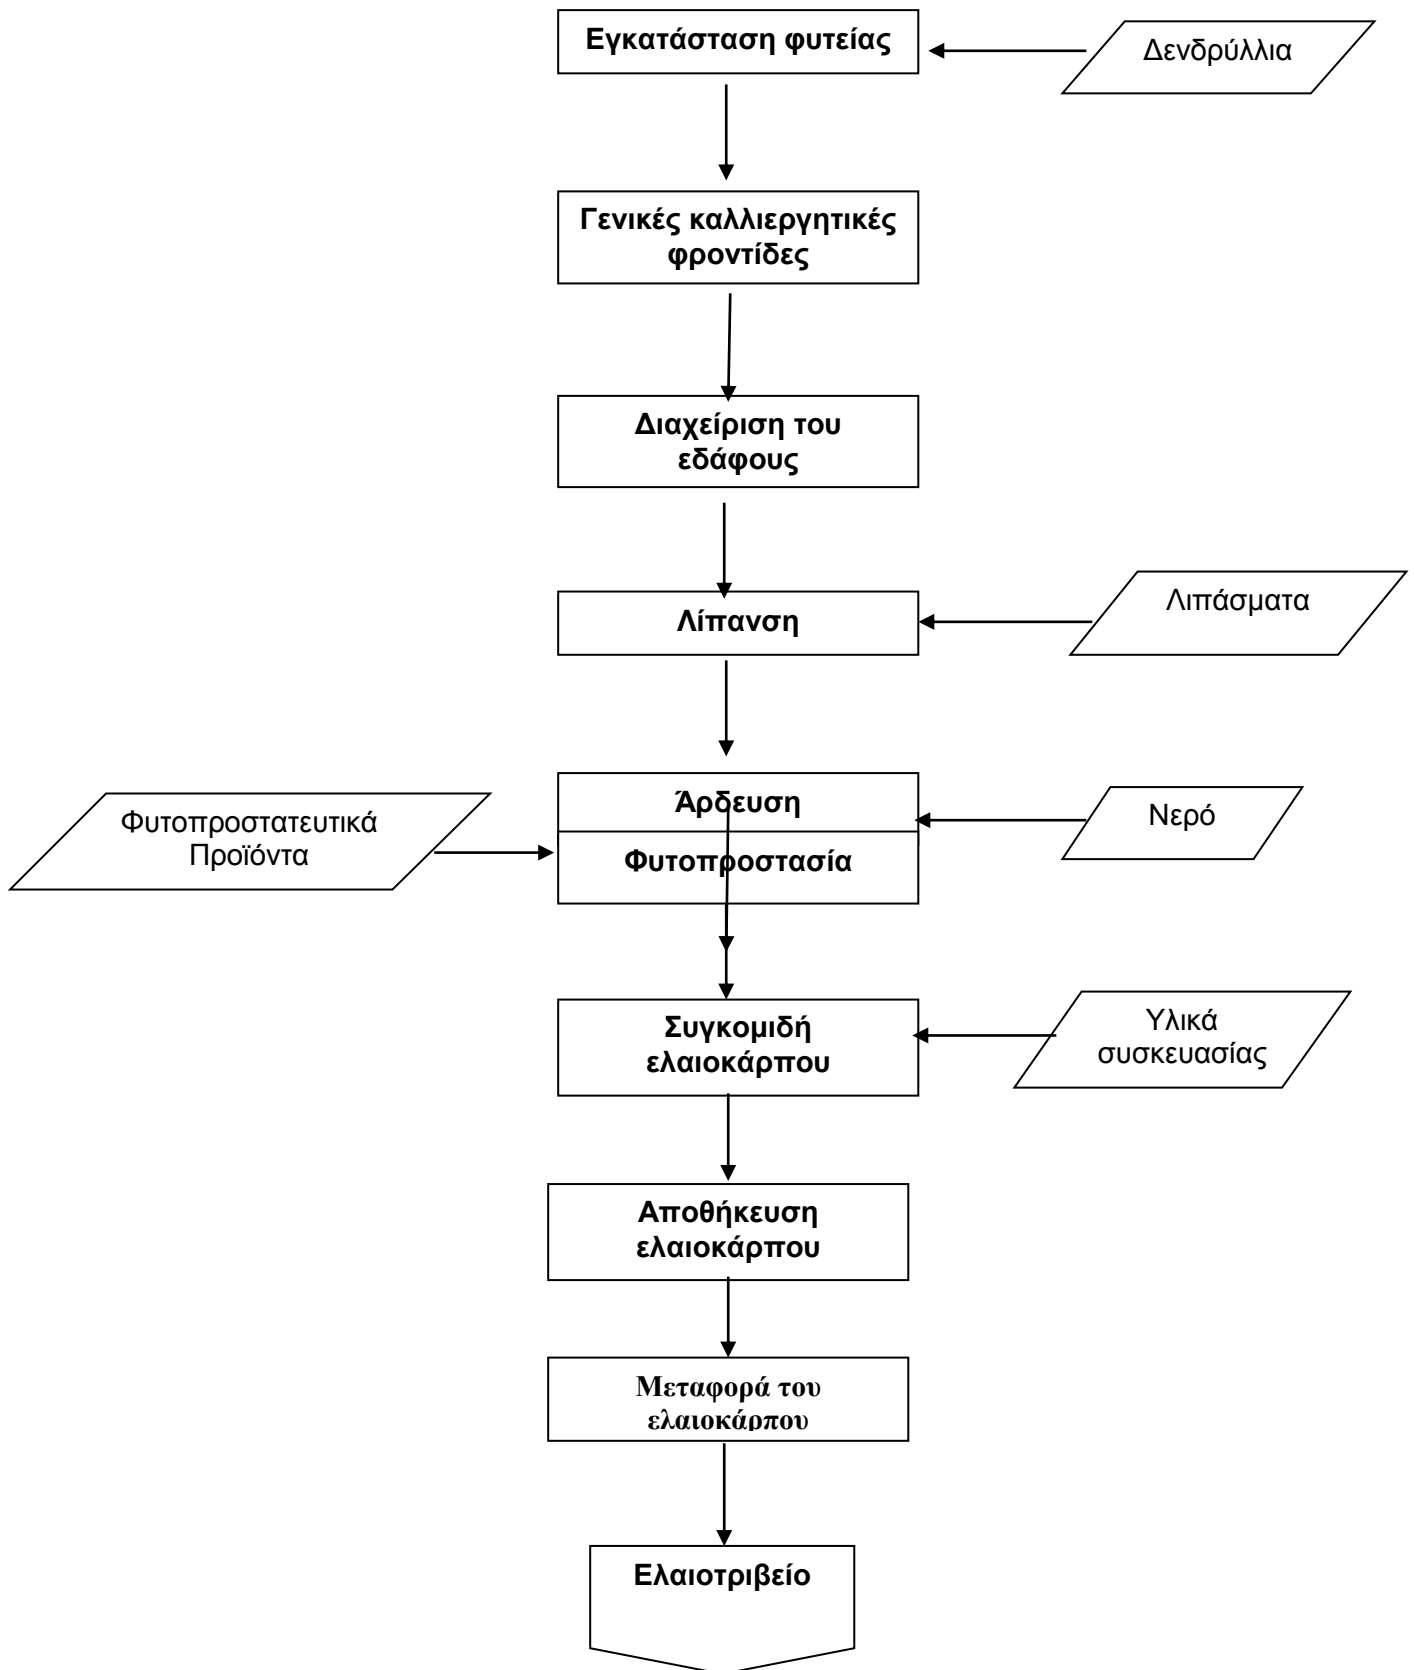 Εγκατάσταση φυτείας
Δενδρύλλια
Γενικές καλλιεργητικές
φροντίδες
Διαχείριση του
εδάφους
Λίπανση
Λιπάσματα
Άρδευση
Νερό
Φυτοπροστατευτικά
Προϊόντα
Φυτοπροστασία
Συγκομιδή
ελαιοκάρπου
Υλικά
συσκευασίας
Αποθήκευση
ελαιοκάρπου
Μεταφορά του
ελαιοκάρπου
Ελαιοτριβείο